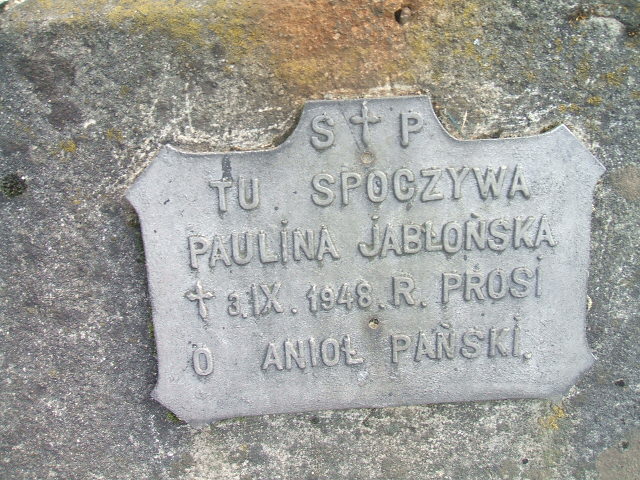 S † P
TU SPOCZYWA
PAULINA JABŁOŃSKA
† 3.IX. 1948. R. PROSI
O ANIOŁ PAŃSKI.